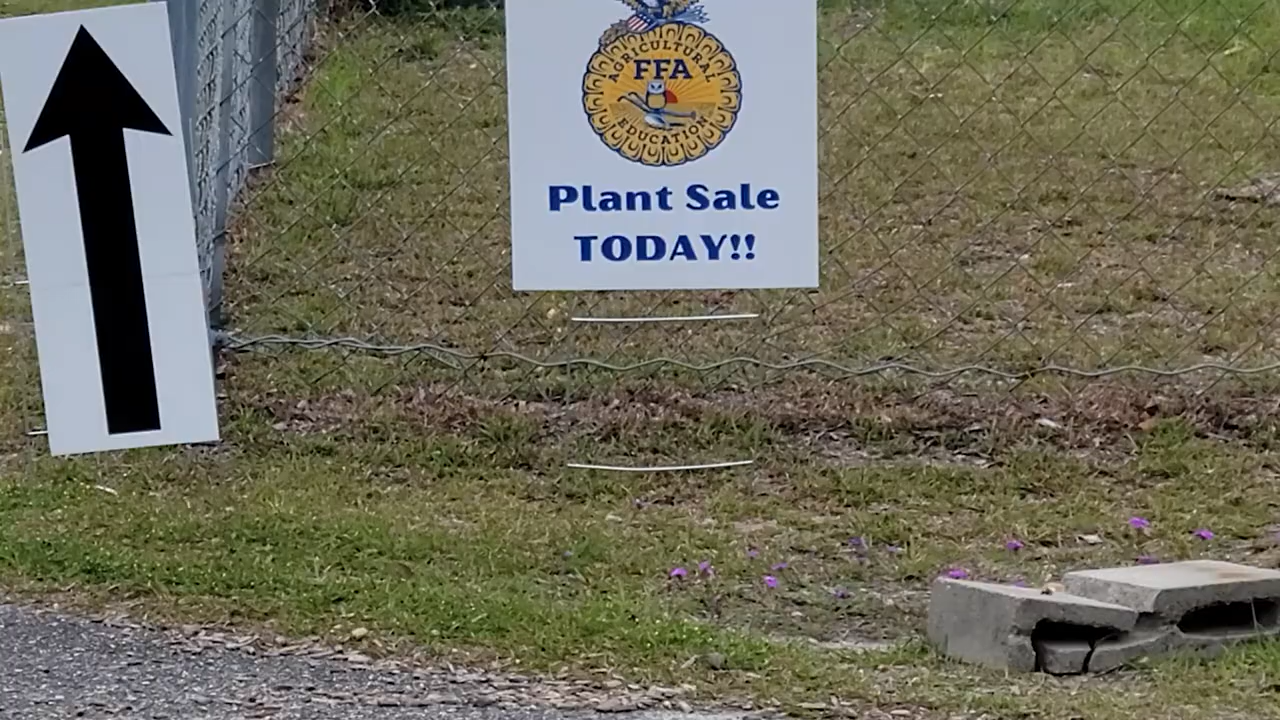 AGRICULTURAL
FFA
EDUCATION
Plant Sale
TODAY!!